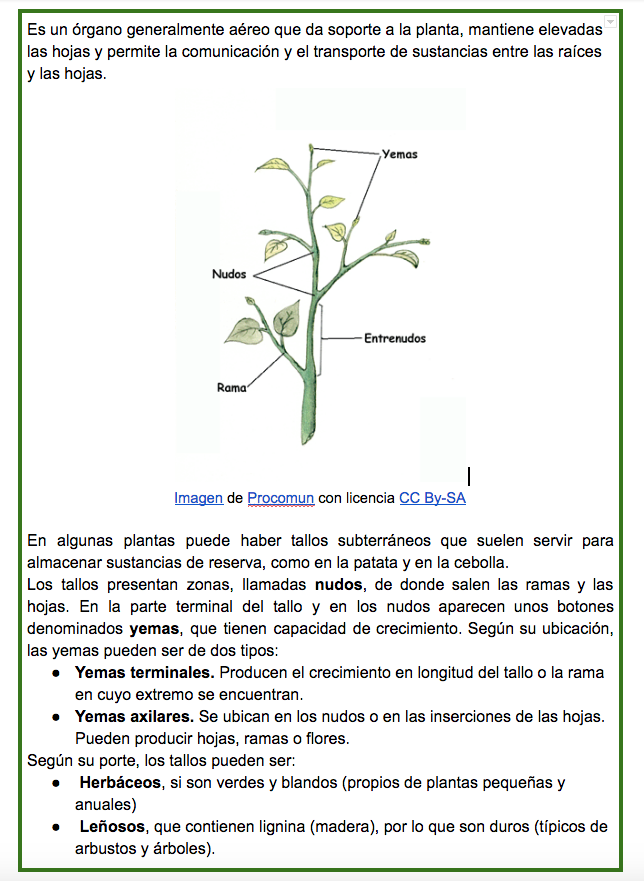 Es un órgano generalmente aéreo que da soporte a la planta, mantiene elevadas
las hojas y permite la comunicación y el transporte de sustancias entre las raíces
y las hojas.
Yemas
Nudos
Entrenudos
Rama
Imagen de Procomun con licencia CC By-SA
En algunas plantas puede haber tallos subterráneos que suelen servir para
almacenar sustancias de reserva, como en la patata y en la cebolla.
Los tallos presentan zonas, llamadas nudos, de donde salen las ramas y las
hojas. En la parte terminal del tallo y en los nudos aparecen unos botones
denominados yemas, que tienen capacidad de crecimiento. Según su ubicación,
las yemas pueden ser de dos tipos:
● Yemas terminales. Producen el crecimiento en longitud del tallo o la rama
en cuyo extremo se encuentran.
● Yemas axilares. Se ubican en los nudos o en las inserciones de las hojas.
Pueden producir hojas, ramas o flores.
Según su porte, los tallos pueden ser:
● Herbáceos, si son verdes y blandos (propios de plantas pequeñas y
anuales)
● Leñosos, que contienen lignina (madera), por lo que son duros (típicos de
arbustos y árboles).